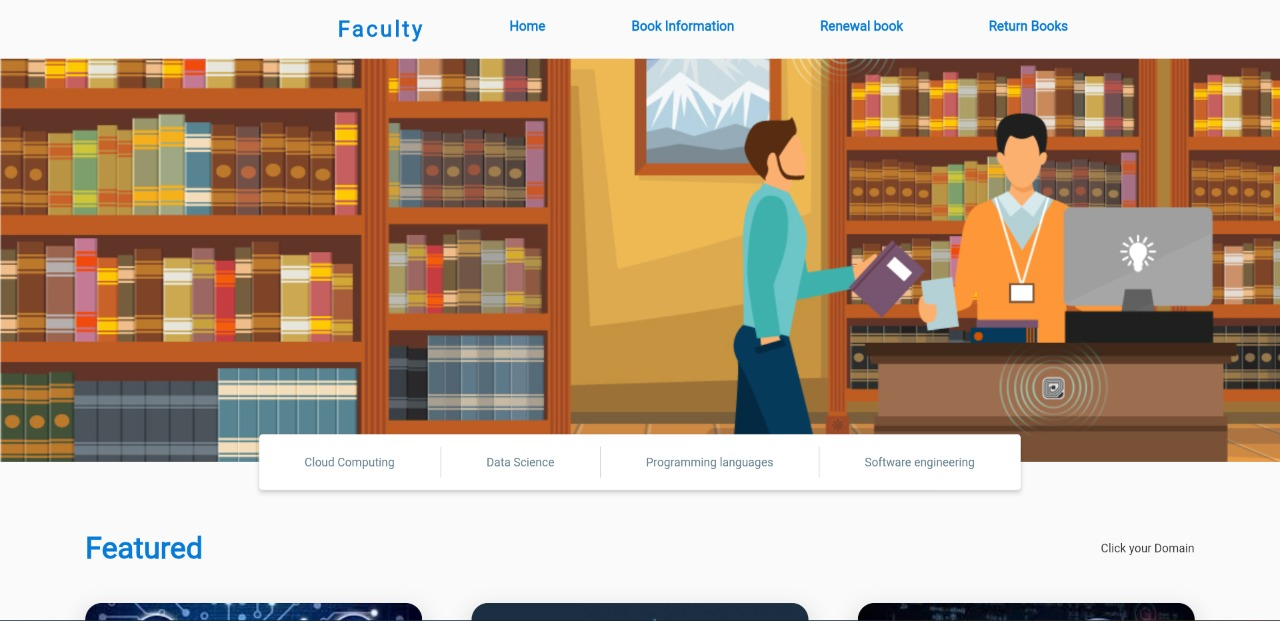 Faculty Home Book Information Renewal book Return Books
Cloud Computing Data Science Programming languages Software engineering
Featured Click your Domain